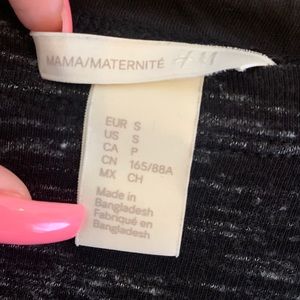 MAMA/MATERNITÉ H&M
EUR S
US S
CA P
CN 165/88A
MX CH
Made in
Bangladesh
Fabriqué en
Bangladesh